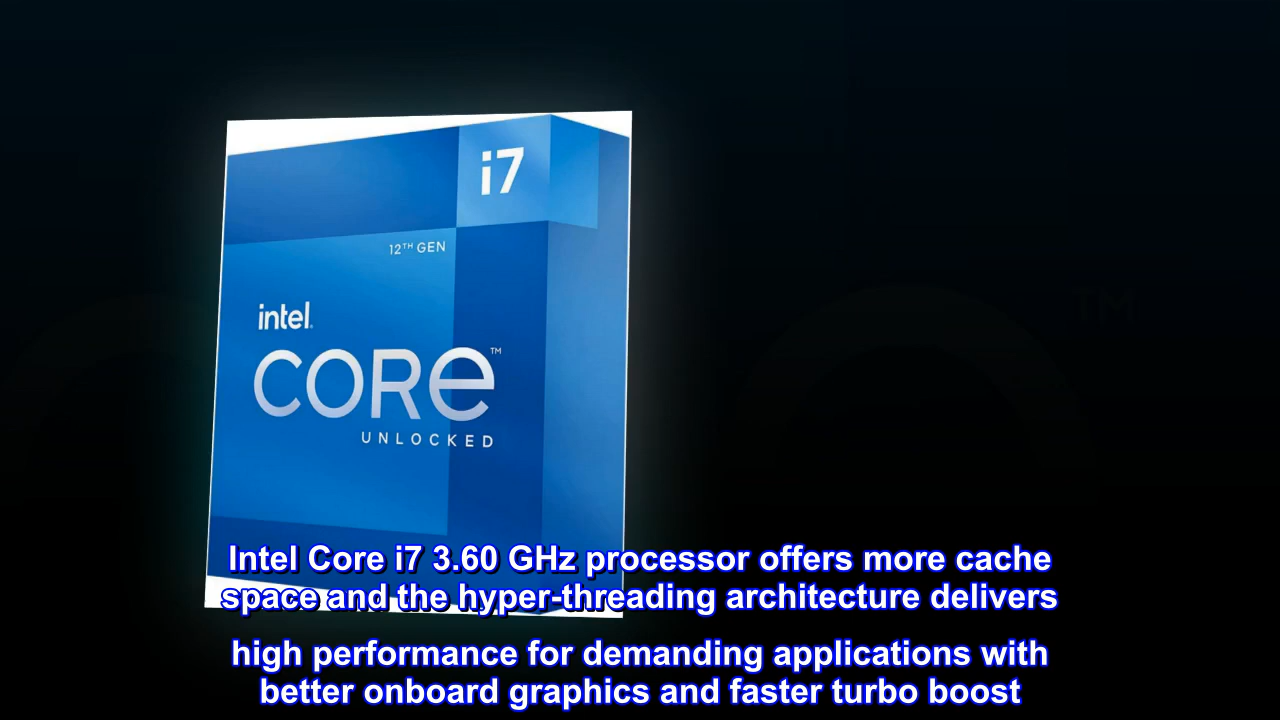 i7
12TH GEN
intel.
CORE™
UNLOCKED
TM
Intel Core i7 3.60 GHz processor offers more cache
space and the hyper-threading architecture delivers
high performance for demanding applications with
better onboard graphics and faster turbo boost